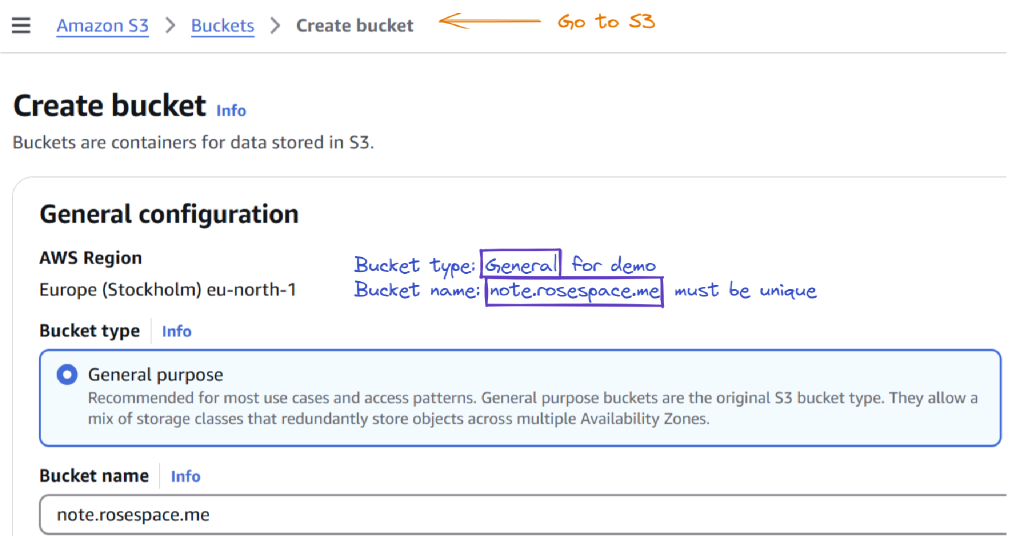 Amazon S3 > Buckets > Create bucket Go to S3
Create bucket Info
Buckets are containers for data stored in S3.
General configuration
AWS Region
Europe (Stockholm) eu-north-1
Bucket type: General for demo
Bucket name: note.rosespace.me must be unique
Bucket type Info
General purpose
Recommended for most use cases and access patterns. General purpose buckets are the original S3 bucket type. They allow a
mix of storage classes that redundantly store objects across multiple Availability Zones.
Bucket name Info
note.rosespace.me